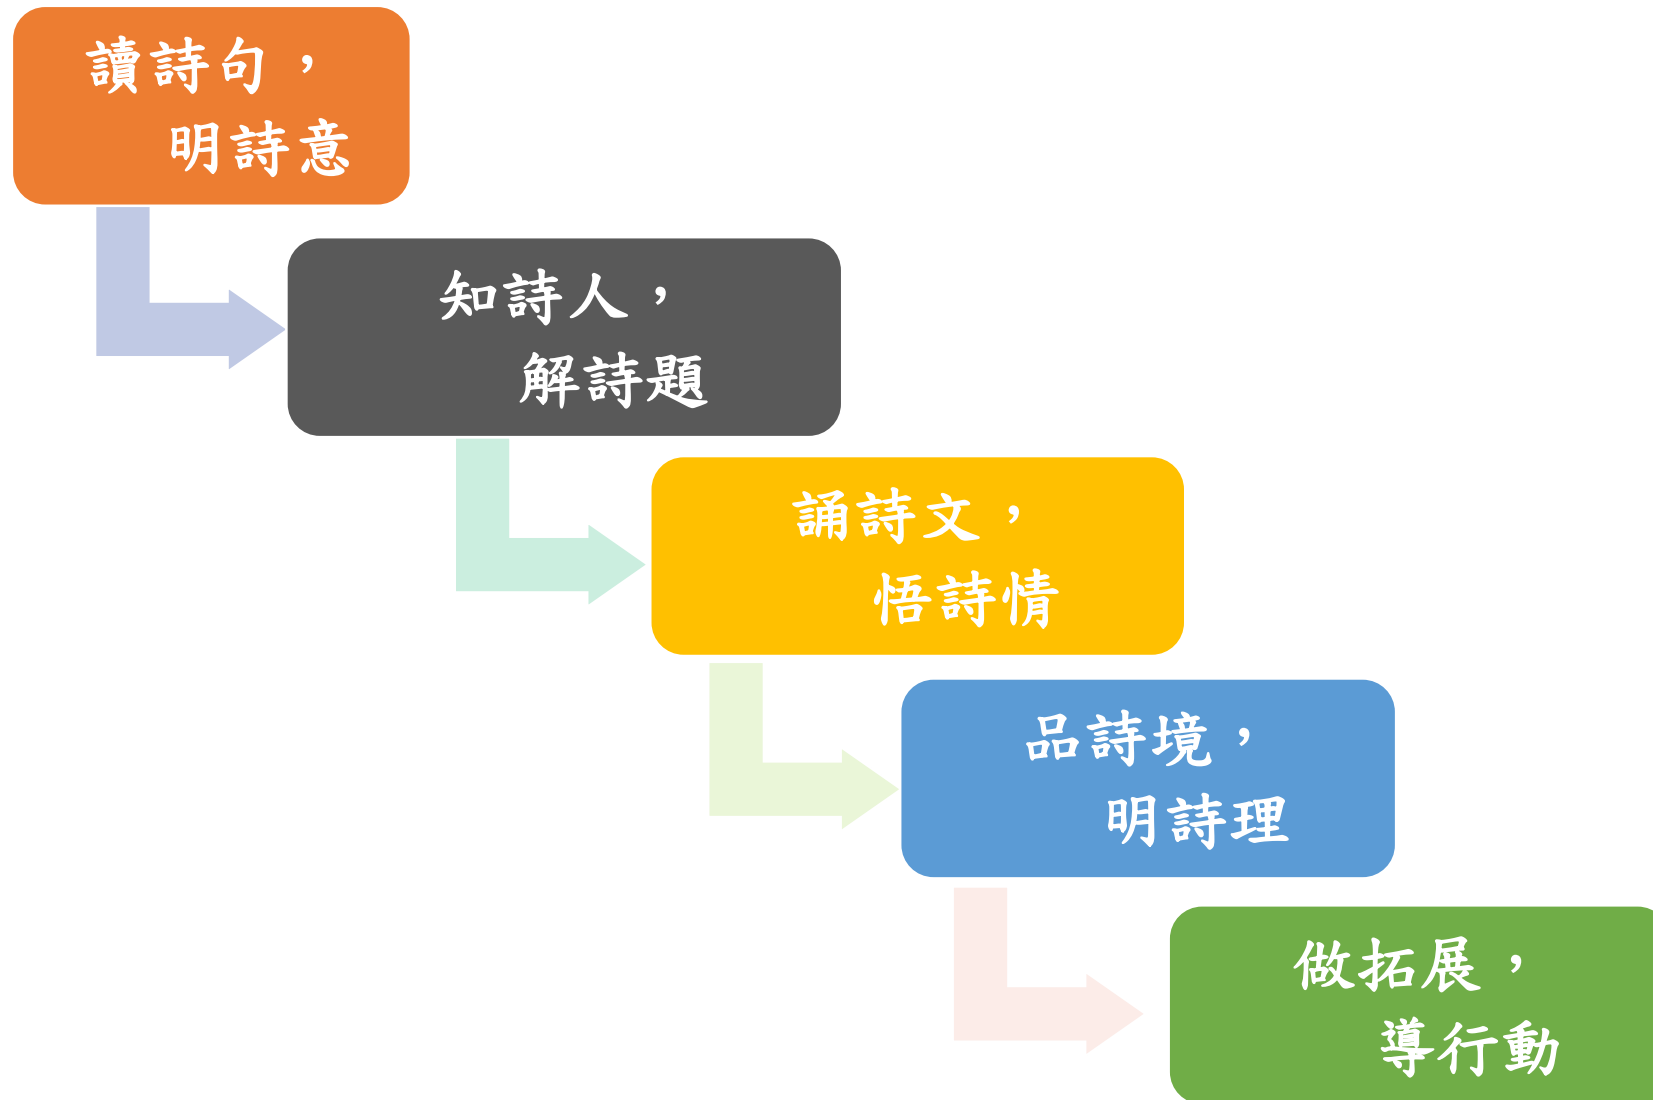 讀詩句，
明詩意
知詩人，
解詩題
誦詩文，
悟詩情
品詩境，
明詩理
做拓展，
導行動